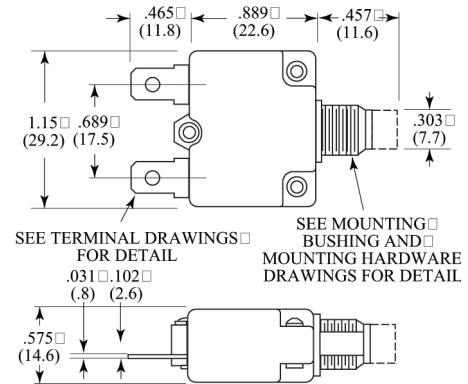 .465□ .889□ .457□
(11.8) (22.6) (11.6)
1.15□ .689□
(29.2) (17.5)
.303□
(7.7)
SEE TERMINAL DRAWINGS□
FOR DETAIL
SEE MOUNTING□
BUSHING AND□
MOUNTING HARDWARE
DRAWINGS FOR DETAIL
.031□ .102□
(.8) (2.6)
.575□
(14.6)